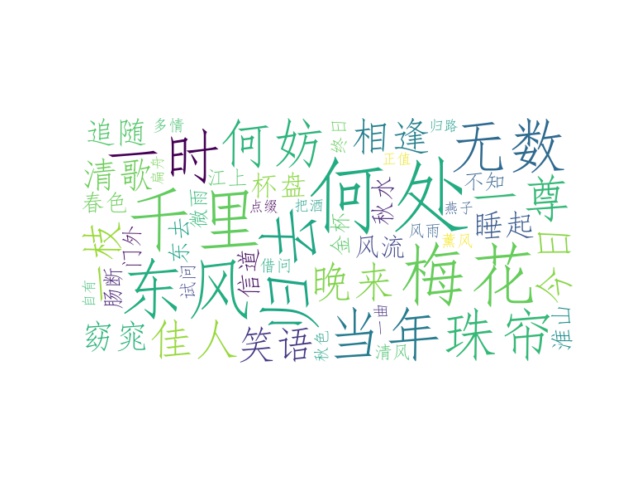 追随
多情
一时
何妨
终日
相逢
归路
无数
清歌
扁舟
江上
杯盘
正值
春色
千里
微雨
点缀
把酒
何处
秋水
燕子
不知
一尊
一枝
门外
东去
金杯
风流
风雨
薰风
睡起
肠断
东风
试问
信道
借问
归去
晚来
梅花
今日
自有
窈窕
佳人
笑语
秋色
当年
一曲
清风
珠帘
淮山